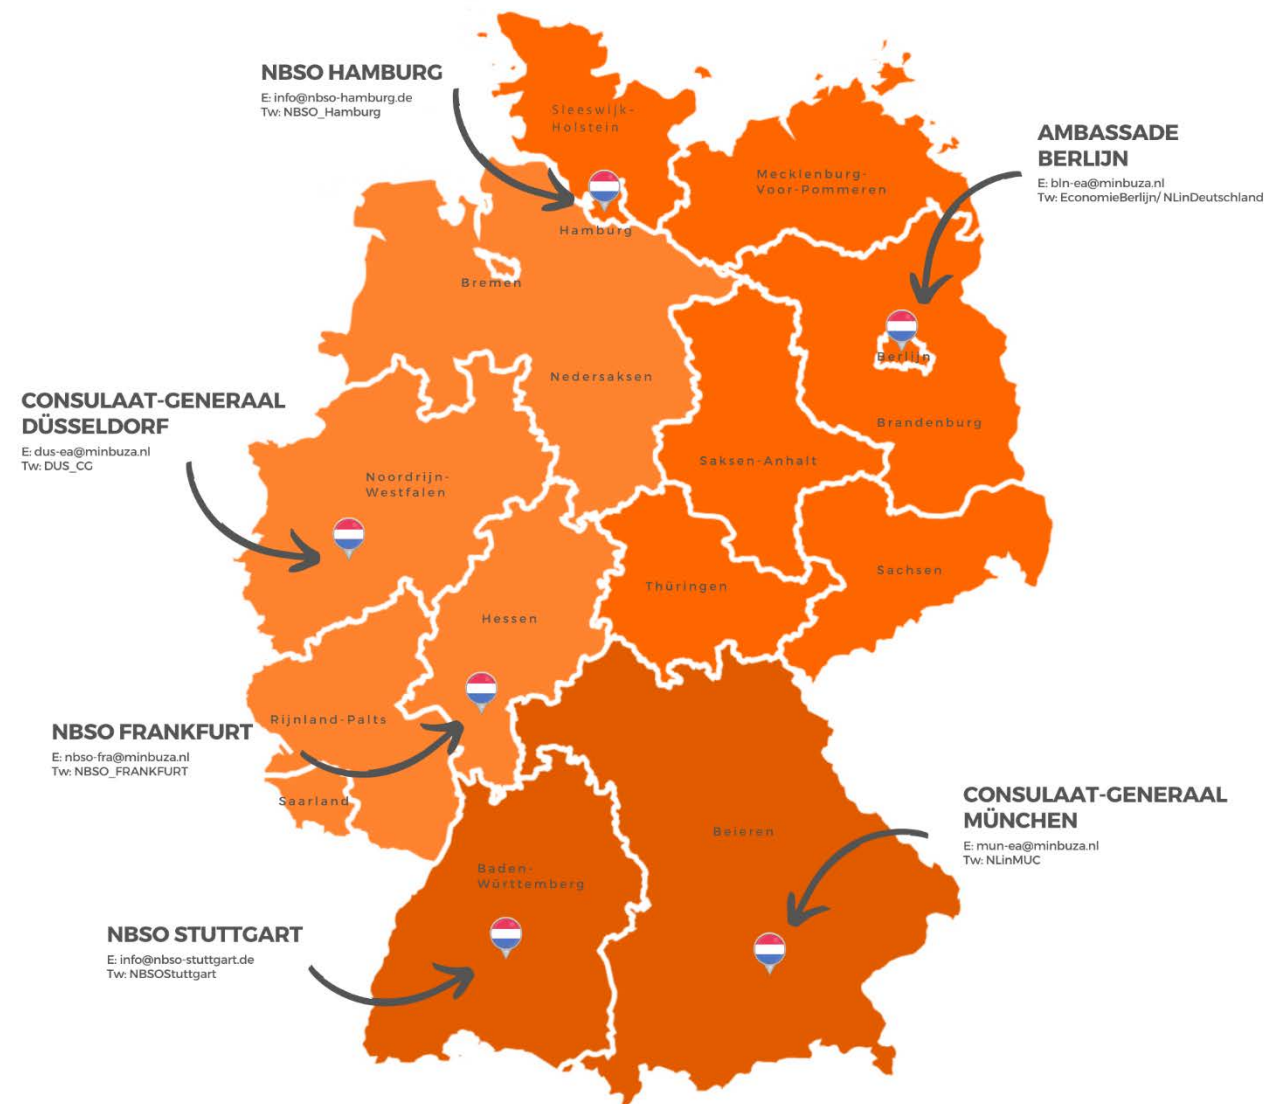 NBSO HAMBURG
E: info@nbso-hamburg.de
Tw: NBSO_Hamburg
Sleeswijk-
Holstein
AMBASSADE
BERLIJN
E: bln-ea@minbuza.nl
Tw: EconomieBerlijn/ NLinDeutschland
Mecklenburg-
Voor-Pommeren
Hamburg
Bremen
Berlijn
Nedersaksen
CONSULAAT-GENERAAL
DÜSSELDORF
E: dus-ea@minbuza.nl
Tw: DUS_CG
Brandenburg
Saksen-Anhalt
Noordrijn-
Westfalen
Sachsen
Thüringen
Hessen
Rijnland-Palts
NBSO FRANKFURT
E: nbso-fra@minbuza.nl
Tw: NBSO_FRANKFURT
Saarland
CONSULAAT-GENERAAL
MÜNCHEN
E: mun-ea@minbuza.nl
Tw: NLinMUC
Beieren
Baden-
Württemberg
NBSO STUTTGART
E: info@nbso-stuttgart.de
Tw: NBSOStuttgart